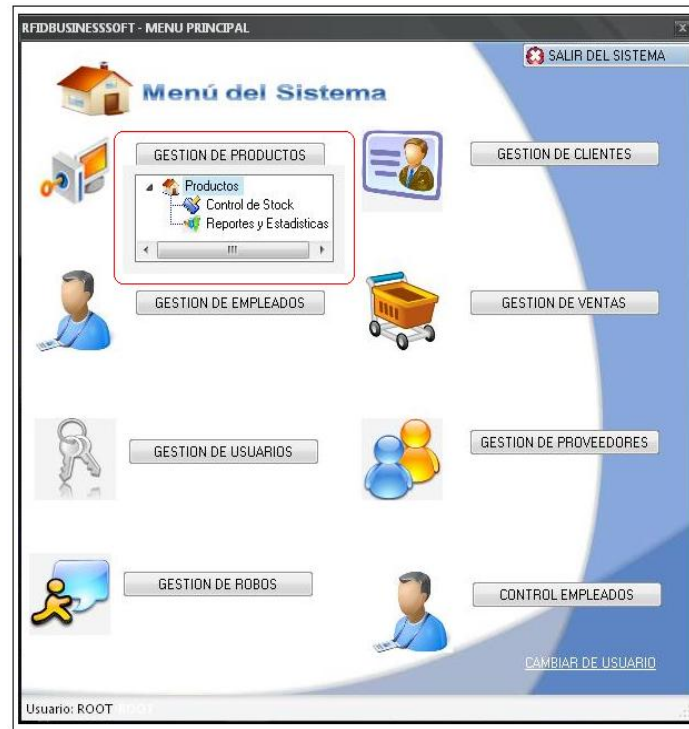 RFIDBUSINESSSOFT - MENU PRINCIPAL
SALIR DEL SISTEMA
Menú del Sistema
GESTION DE PRODUCTOS
Productos
Control de Stock
Reportes y Estadisticas
GESTION DE CLIENTES
GESTION DE EMPLEADOS
GESTION DE VENTAS
GESTION DE USUARIOS
GESTION DE PROVEEDORES
GESTION DE ROBOS
CONTROL EMPLEADOS
CAMBIAR DE USUARIO
Usuario: ROOT ROOT